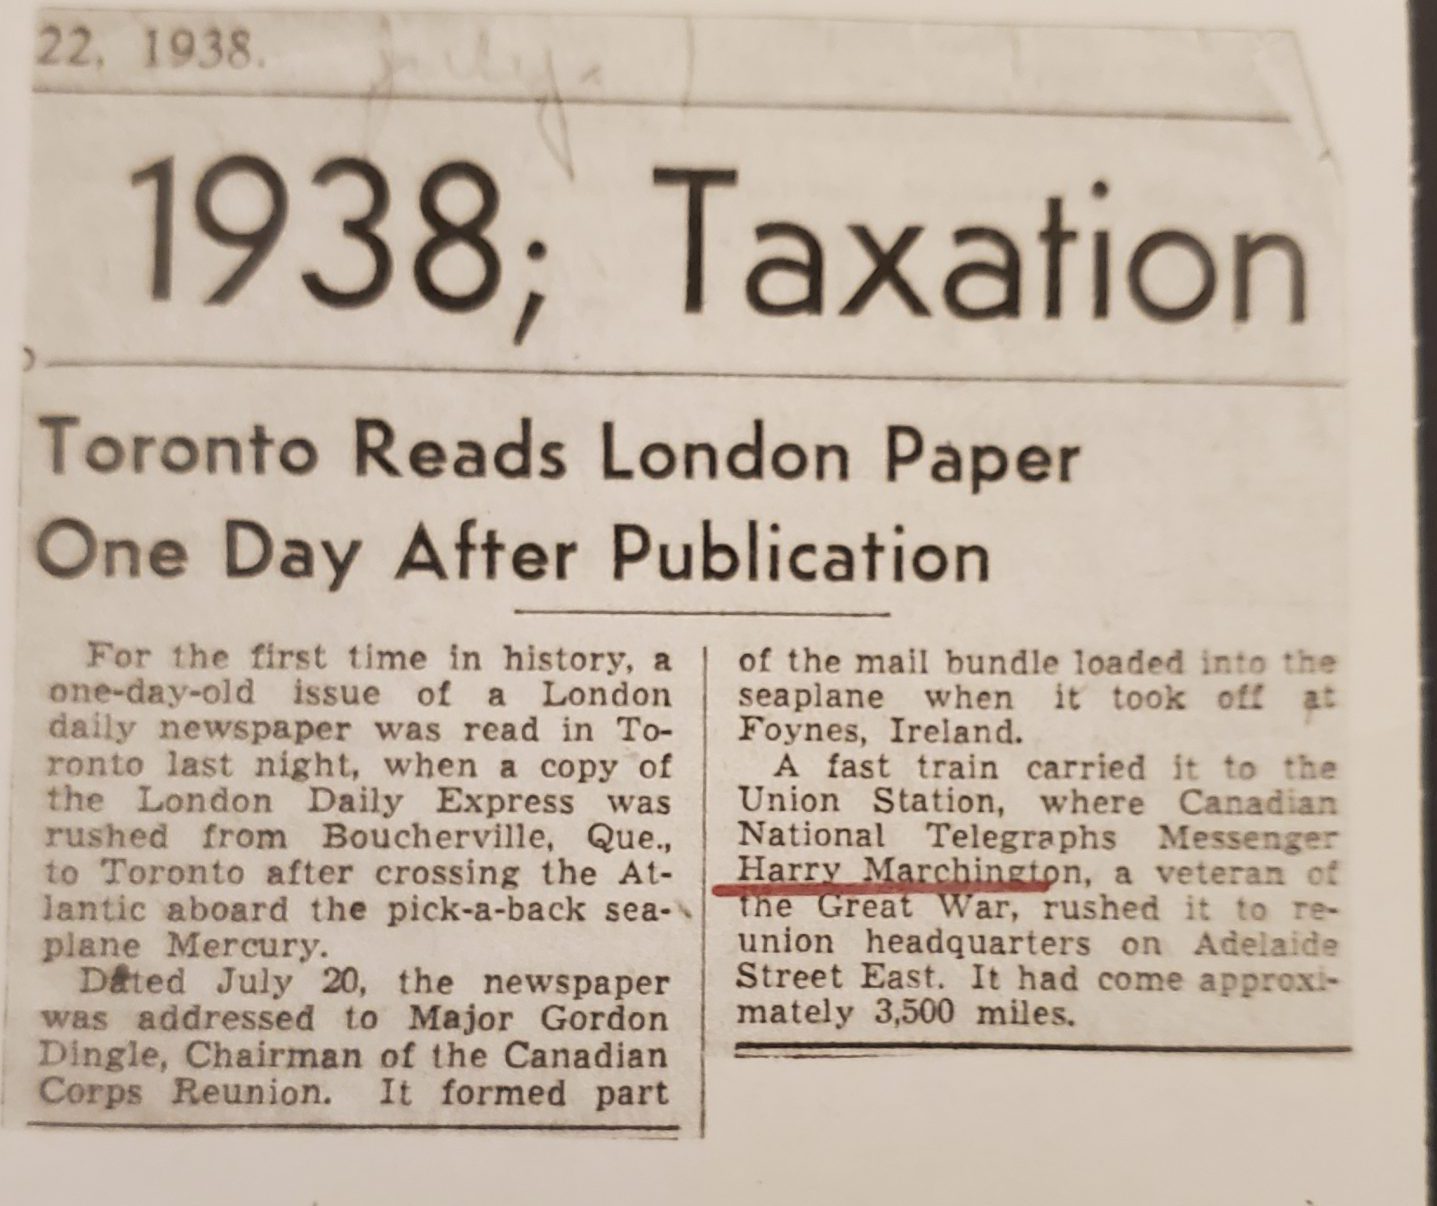 22, 1938.
July
1938; Taxation
Toronto Reads London Paper
One Day After Publication
For the first time in history, a
one-day-old issue of a London
daily newspaper was read in To-
ronto last night, when a copy of
the London Daily Express was
rushed from Boucherville, Que.,
to Toronto after crossing the At-
lantic aboard the pick-a-back sea-
plane Mercury.
Dated July 20, the newspaper
was addressed to Major Gordon
Dingle, Chairman of the Canadian
Corps Reunion. It formed part
of the mail bundle loaded into the
seaplane when it took off at
Foynes, Ireland.
A fast train carried it to the
Union Station, where Canadian
National Telegraphs Messenger
Harry Marchington, a veteran of
the Great War, rushed it to re-
union headquarters on Adelaide
Street East. It had come approxi-
mately 3,500 miles.